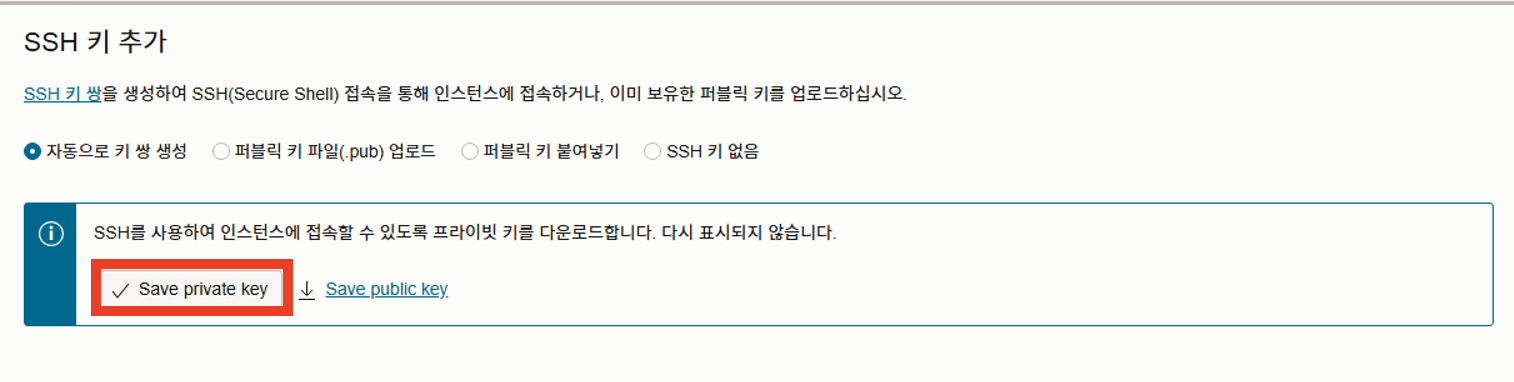 SSH 키 추가
SSH 키 쌍을 생성하여 SSH(Secure Shell) 접속을 통해 인스턴스에 접속하거나, 이미 보유한 퍼블릭 키를 업로드하십시오.
자동으로 키 쌍 생성 퍼블릭 키 파일(.pub) 업로드 퍼블릭 키 붙여넣기 SSH 키 없음
SSH를 사용하여 인스턴스에 접속할 수 있도록 프라이빗 키를 다운로드합니다. 다시 표시되지 않습니다.
Save private key Save public key